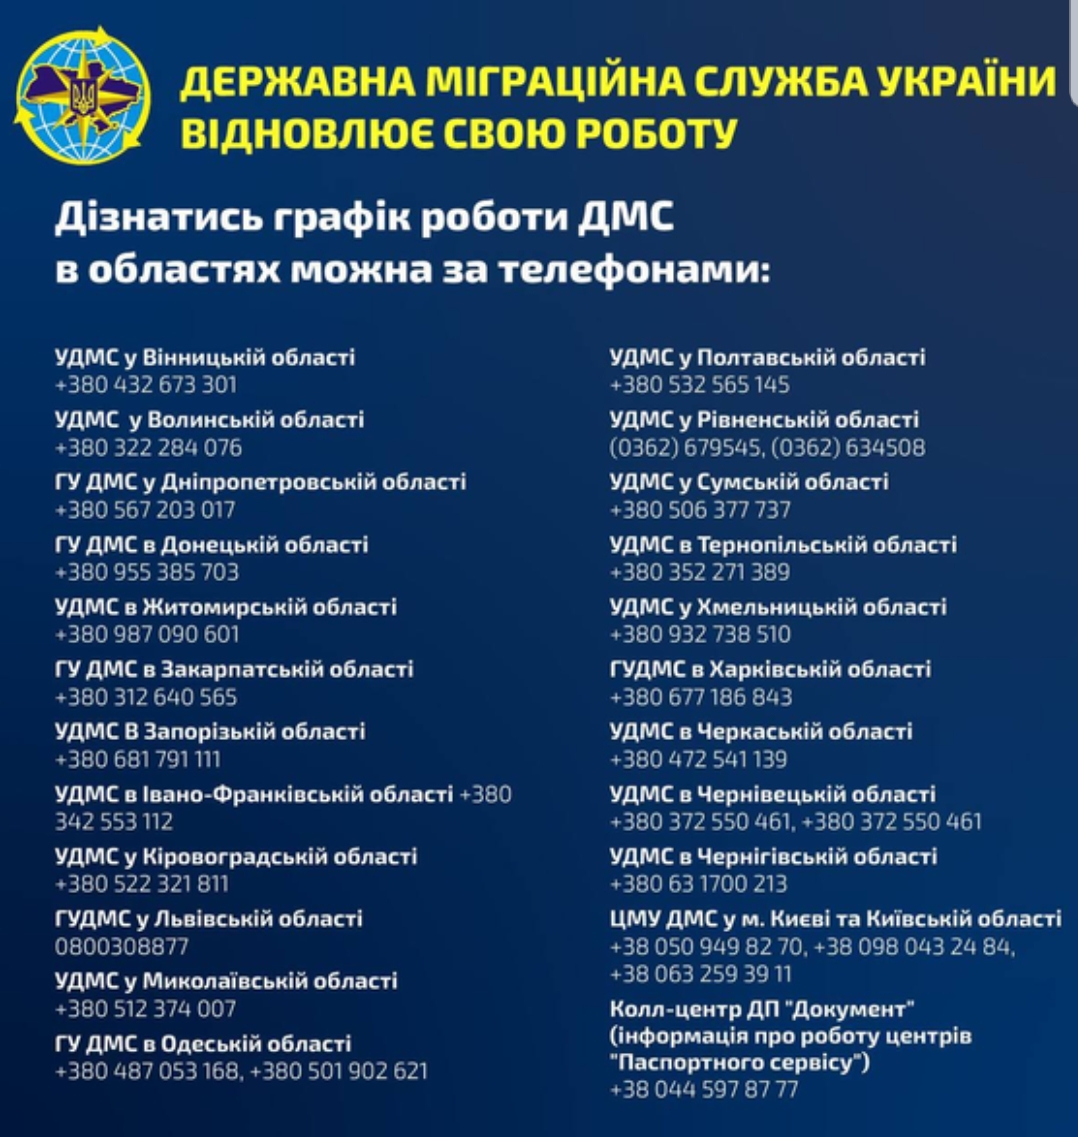 ДЕРЖАВНА МІГРАЦІЙНА СЛУЖБА УКРАЇНИ
ВІДНОВЛЮЄ СВОЮ РОБОТУ
Дізнатись графік роботи ДМС
в областях можна за телефонами:
УДМС у Вінницькій області
+380 432 673 301
УДМС у Волинській області
+380 322 284 076
ГУ ДМС у Дніпропетровській області
+380 567 203 017
ГУ ДМС в Донецькій області
+380 955 385 703
УДМС в Житомирській області
+380 987 090 601
ГУ ДМС в Закарпатській області
+380 312 640 565
УДМС В Запорізькій області
+380 681 791 111
УДМС в Івано-Франківській області +380
342 553 112
УДМС у Кіровоградській області
+380 522 321 811
ГУДМС у Львівській області
0800308877
УДМС у Миколаївській області
+380 512 374 007
ГУ ДМС в Одеській області
+380 487 053 168, +380 501 902 621
УДМС у Полтавській області
+380 532 565 145
УДМС у Рівненській області
(0362) 679545, (0362) 634508
УДМС у Сумській області
+380 506 377 737
УДМС в Тернопільській області
+380 352 271 389
УДМС у Хмельницькій області
+380 932 738 510
ГУДМС в Харківській області
+380 677 186 843
УДМС в Черкаській області
+380 472 541 139
УДМС в Чернівецькій області
+380 372 550 461, +380 372 550 461
УДМС в Чернігівській області
+380 63 1700 213
ЦМУ ДМС у м. Києві та Київській області
+38 050 949 82 70, +38 098 043 24 84,
+38 063 259 39 11
Колл-центр ДП "Документ"
(інформація про роботу центрів
"Паспортного сервісу")
+38 044 597 87 77